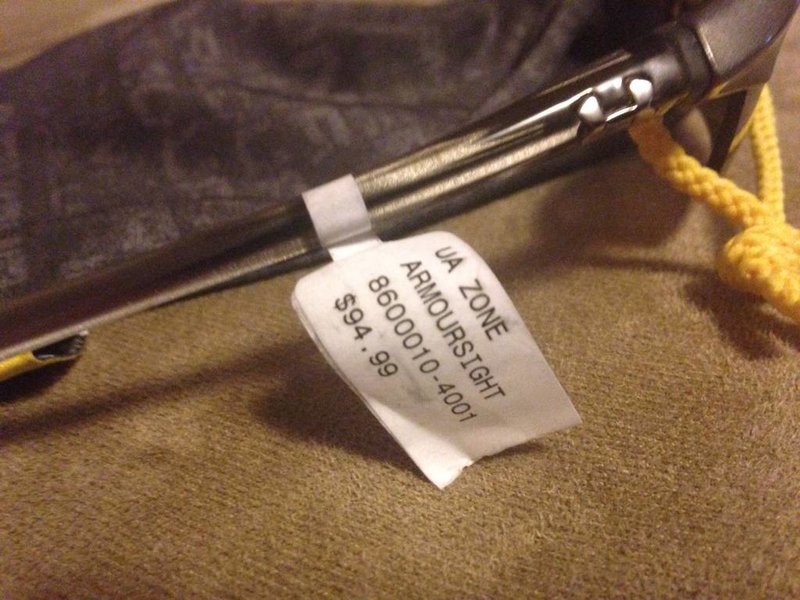 UA ZONE
ARMOURSIGHT
8600010-4001
$94.99